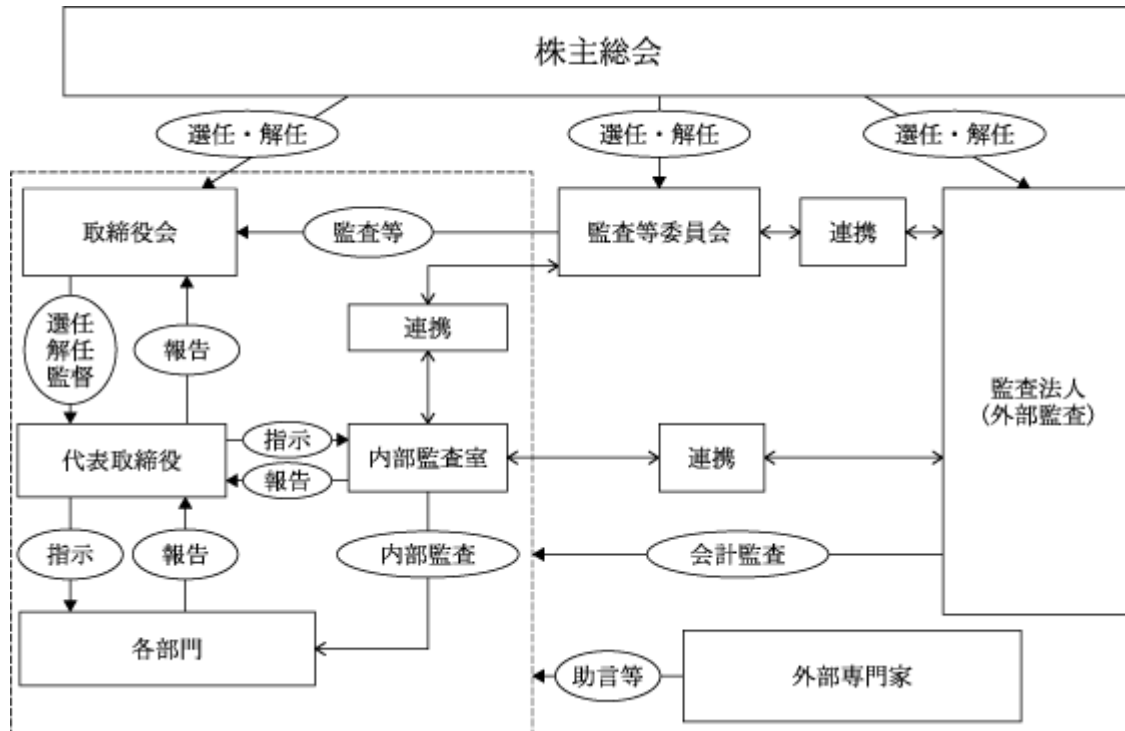 株主総会
選任・解任
選任・解任
選任・解任
取締役会
監査等
監査等委員会
連携
選任
解任
監督
報告
連携
監査法人
(外部監査)
代表取締役
指示
報告
内部監査室
連携
指示
報告
内部監査
会計監査
各部門
助言等
外部専門家